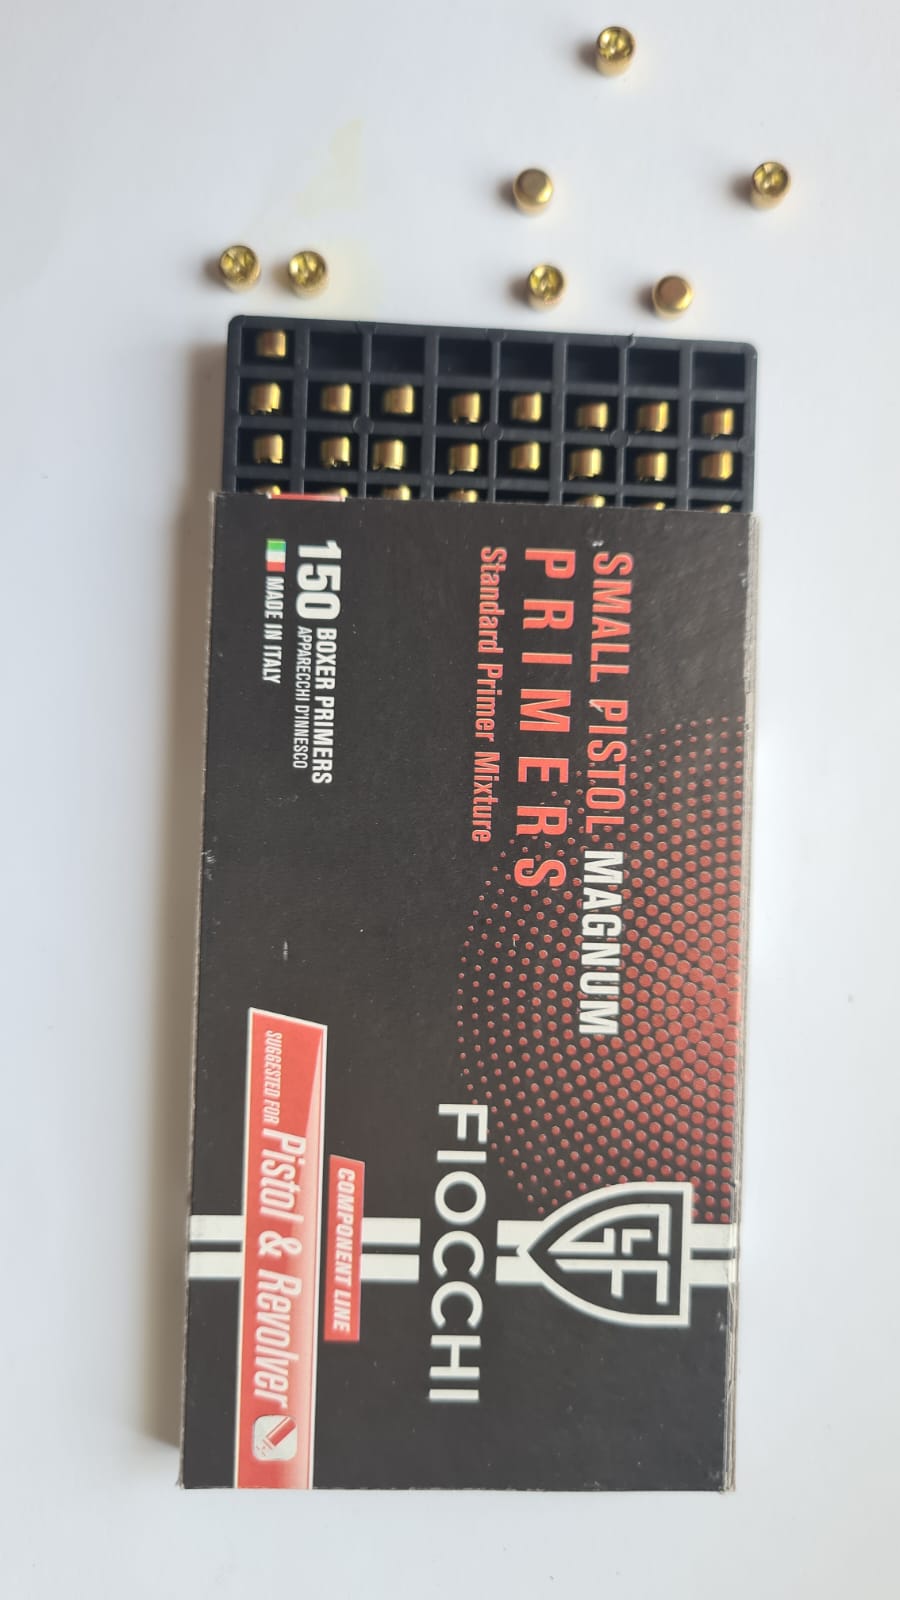 SMALL PISTOL MAGNUM
PRIMERS
Standard Primer Mixture
150 BOXER PRIMERS
APPARECCHI D'INNESCO
MADE IN ITALY
GFL
FIOCCHI
COMPONENT LINE
SUGGESTED FOR Pistol & Revolver